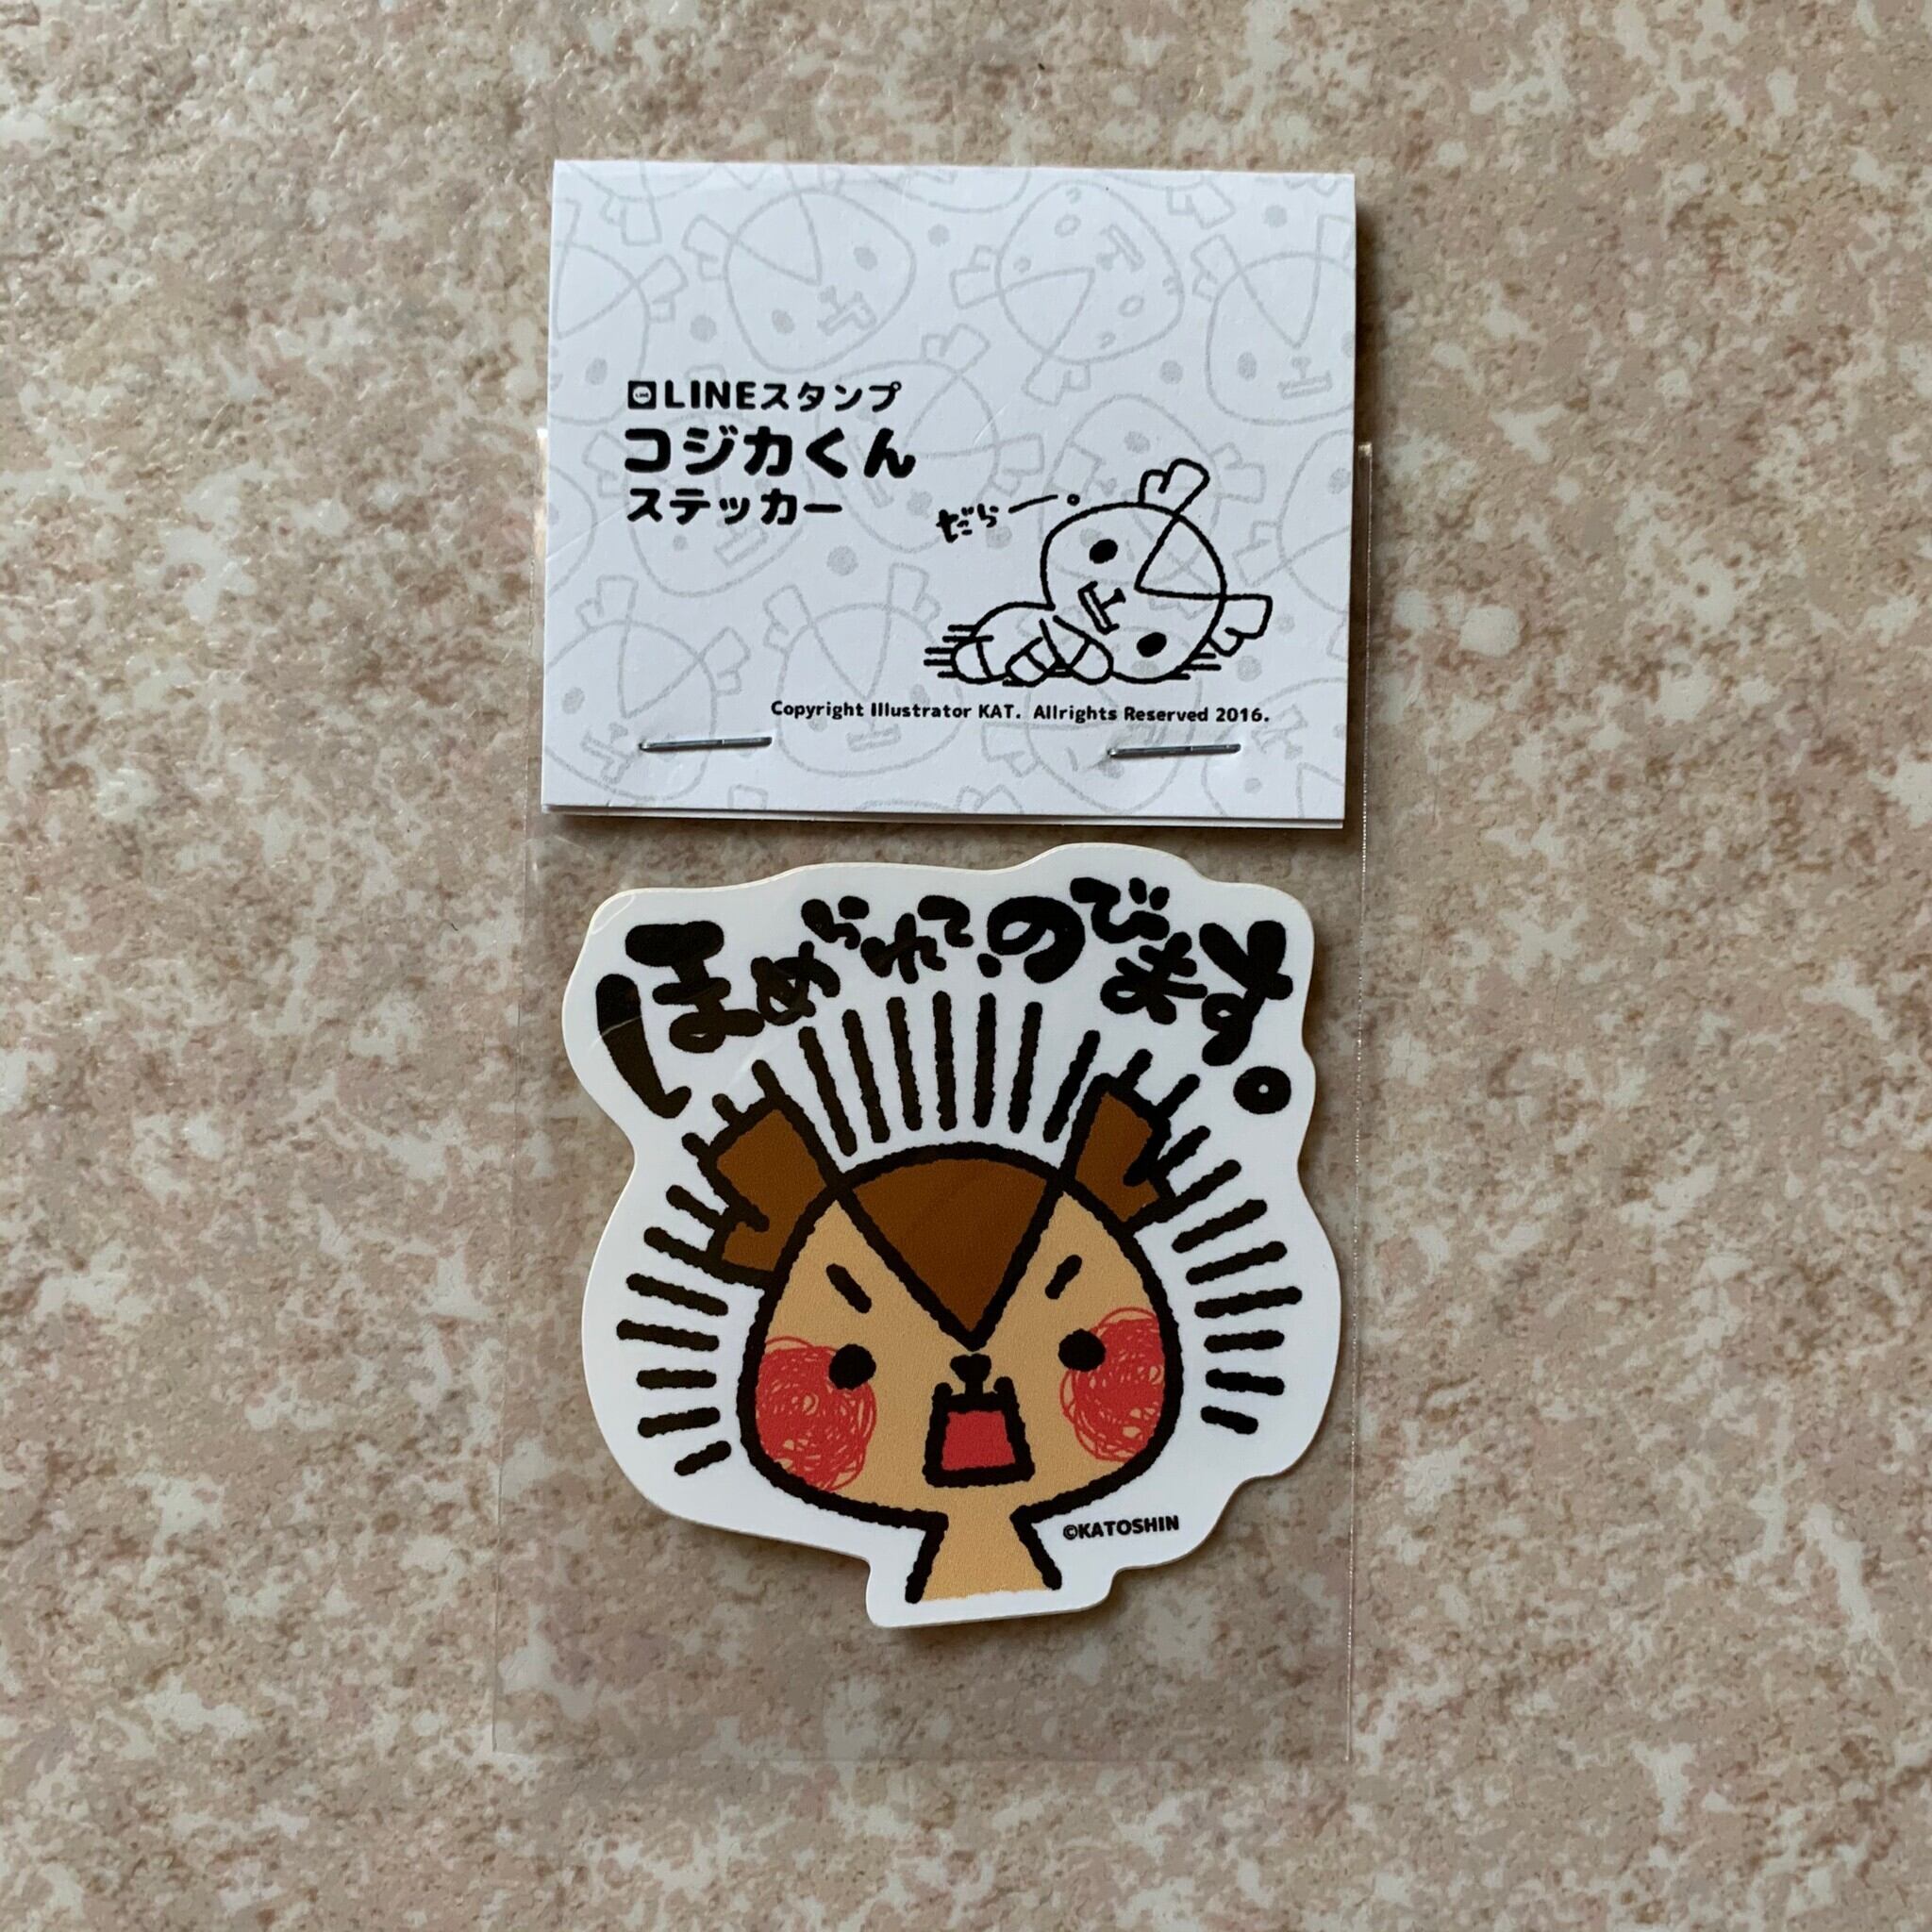 LINEスタンプ
コジカくん
ステッカー
だらー。
Copyright Illustrator KAT. Allrights Reserved 2016.
ほめられて、のびます。
©KATOSHIN